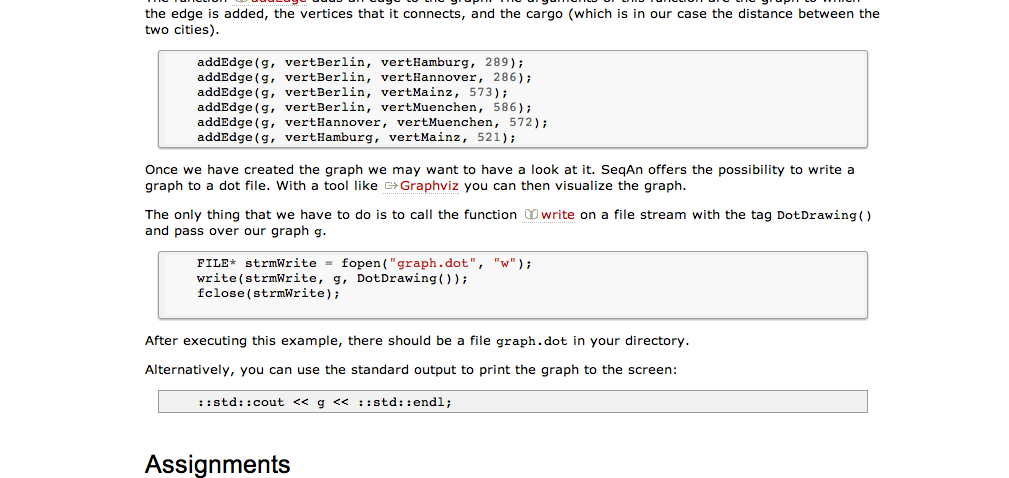 the edge is added, the vertices that it connects, and the cargo (which is in our case the distance between the
two cities).
addEdge(g, vertBerlin, vertHamburg, 289);
addEdge(g, vertBerlin, vertHannover, 286);
addEdge(g, vertBerlin, vertMainz, 573);
addEdge(g, vertBerlin, vertMuenchen, 586);
addEdge(g, vertHannover, vertMuenchen, 572);
addEdge(g, vertHamburg, vertMainz, 521);
Once we have created the graph we may want to have a look at it. SeqAn offers the possibility to write a
graph to a dot file. With a tool like Graphviz you can then visualize the graph.
The only thing that we have to do is to call the function write on a file stream with the tag DotDrawing()
and pass over our graph g.
FILE* strmWrite = fopen("graph.dot", "w");
write(strmWrite, g, DotDrawing());
fclose(strmWrite);
After executing this example, there should be a file graph.dot in your directory.
Alternatively, you can use the standard output to print the graph to the screen:
::std::cout << g << ::std::endl;
Assignments